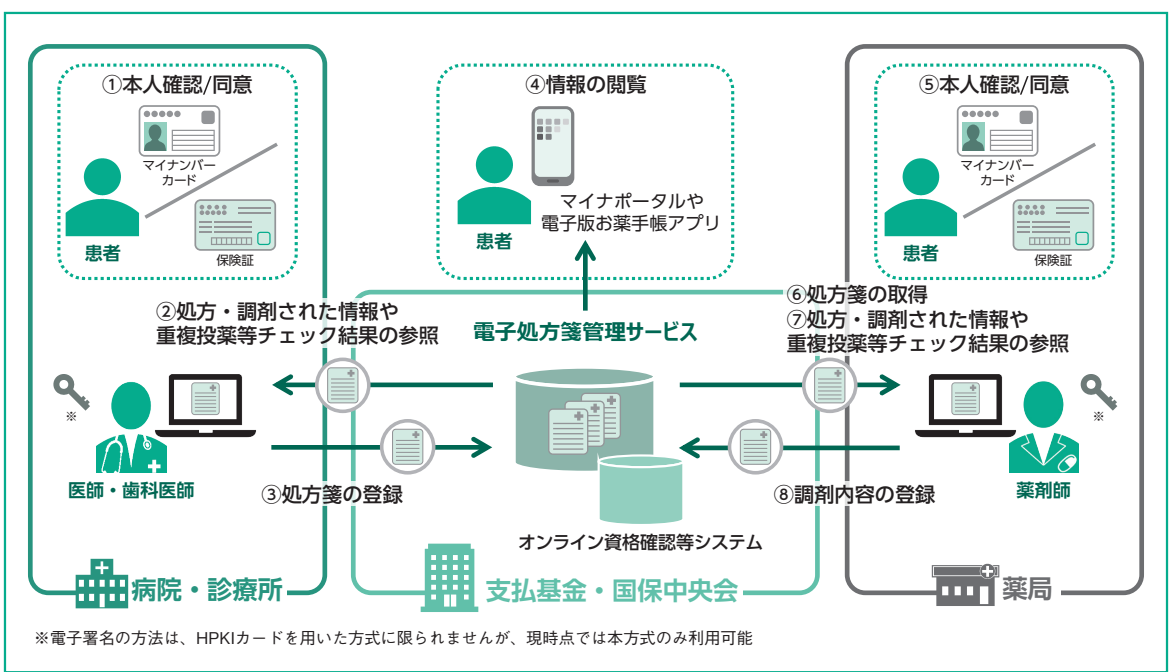 ①本人確認/同意
マイナンバー
カード
患者
保険証
④情報の閲覧
マイナポータルや
電子版お薬手帳アプリ
患者
⑤本人確認/同意
マイナンバー
カード
患者
保険証
②処方・調剤された情報や
重複投薬等チェック結果の参照
電子処方箋管理サービス
⑥処方箋の取得
⑦処方・調剤された情報や
重複投薬等チェック結果の参照
※
医師・歯科医師
③処方箋の登録
オンライン資格確認等システム
⑧調剤内容の登録
※
薬剤師
病院・診療所
支払基金・国保中央会
薬局
※電子署名の方法は、HPKIカードを用いた方式に限られませんが、現時点では本方式のみ利用可能